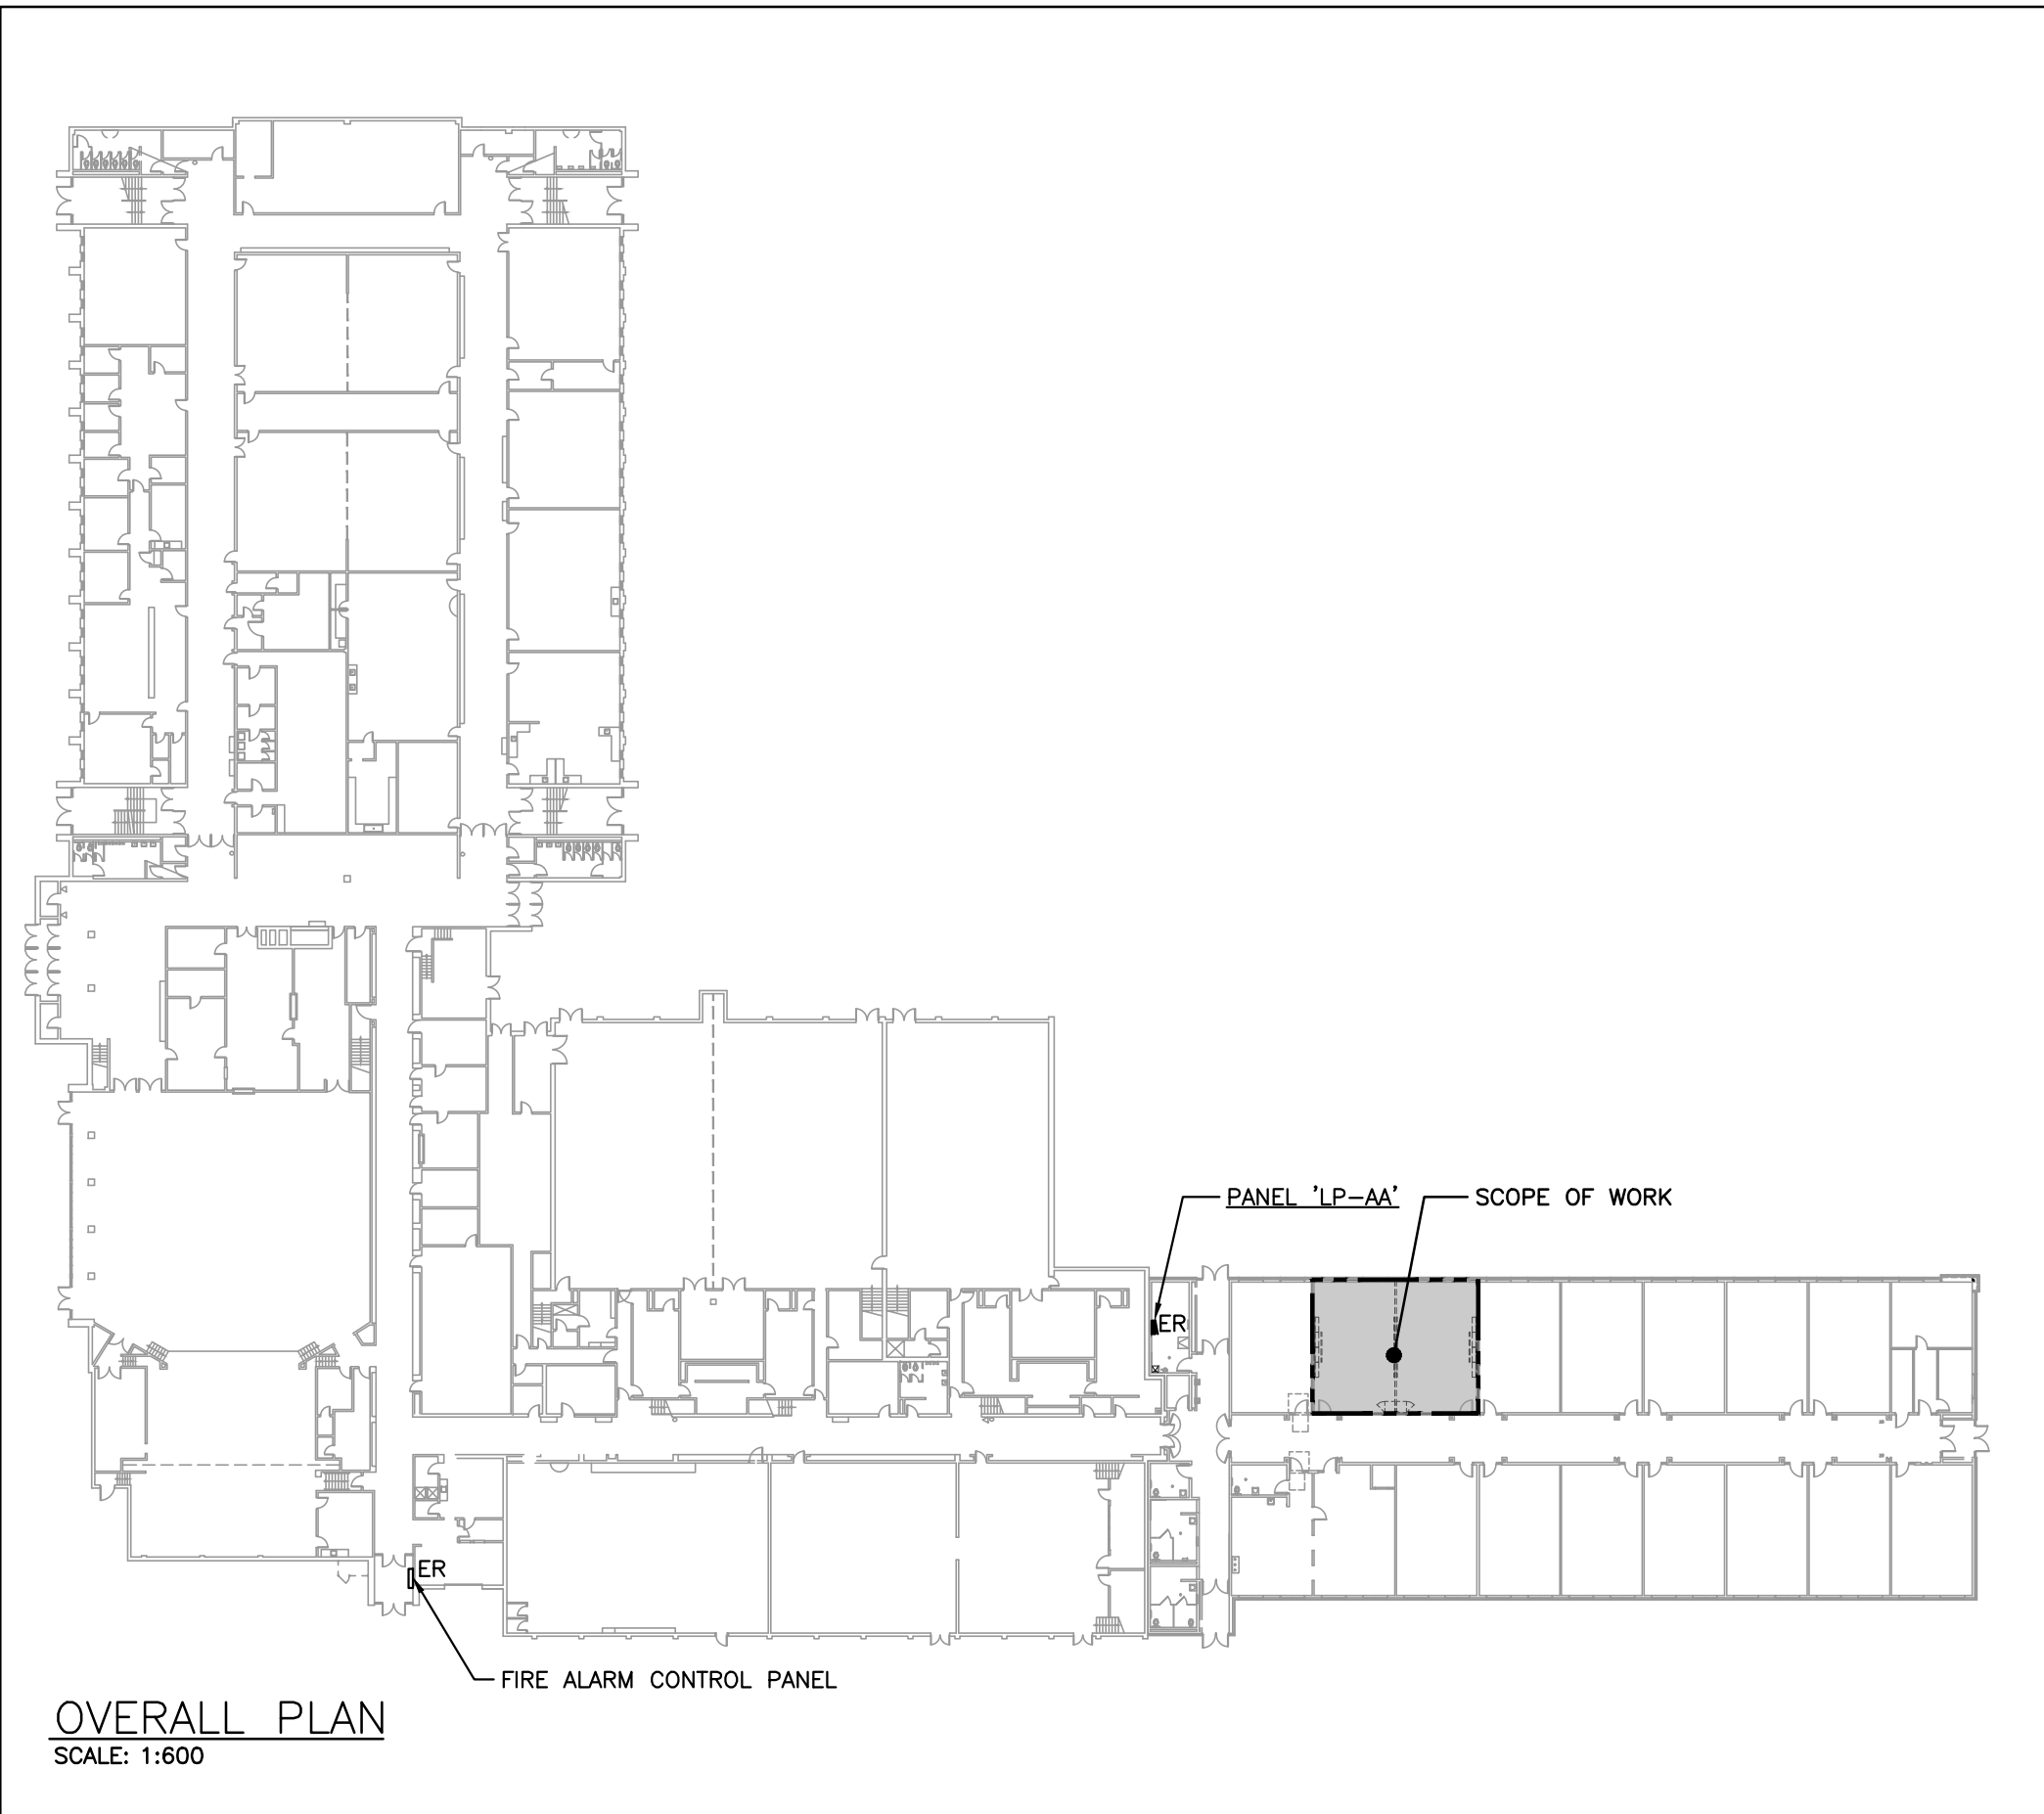 PANEL 'LP-AA'
SCOPE OF WORK
ER
ER
FIRE ALARM CONTROL PANEL
OVERALL PLAN
SCALE: 1:600